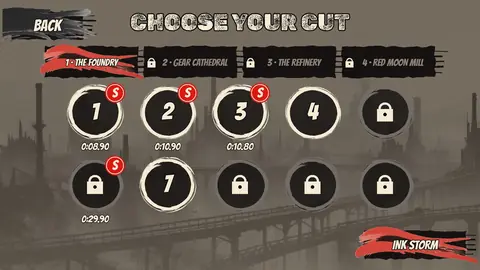 BACK
CHOOSE YOUR CUT
1 • THE FOUNDRY
2 • GEAR CATHEDRAL
3 • THE REFINERY
4 • RED MOON MILL
1 S
2 S
3 S
4
0:08,90
0:10,90
0:10,80
S
7
0:29,90
INK STORM